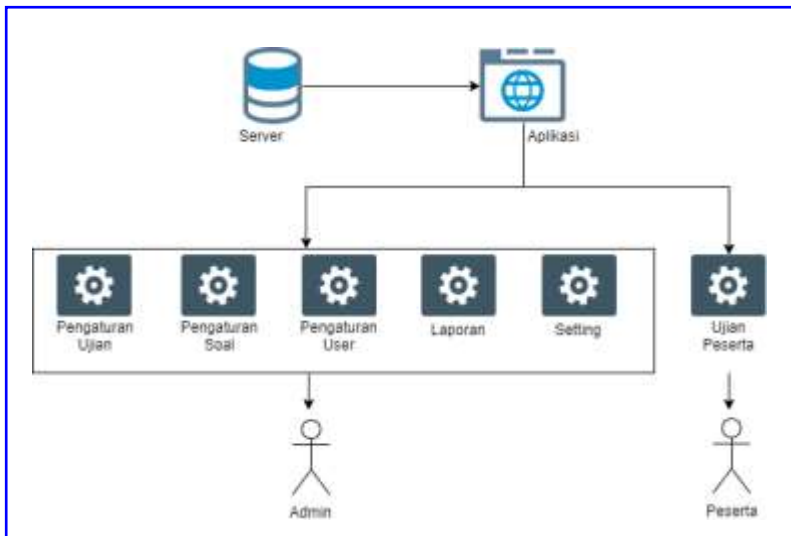 Server
Aplikasi
Pengaturan
Ujian
Pengaturan
Soal
Pengaturan
User
Laporan
Setting
Ujian
Peserta
Admin
Peserta